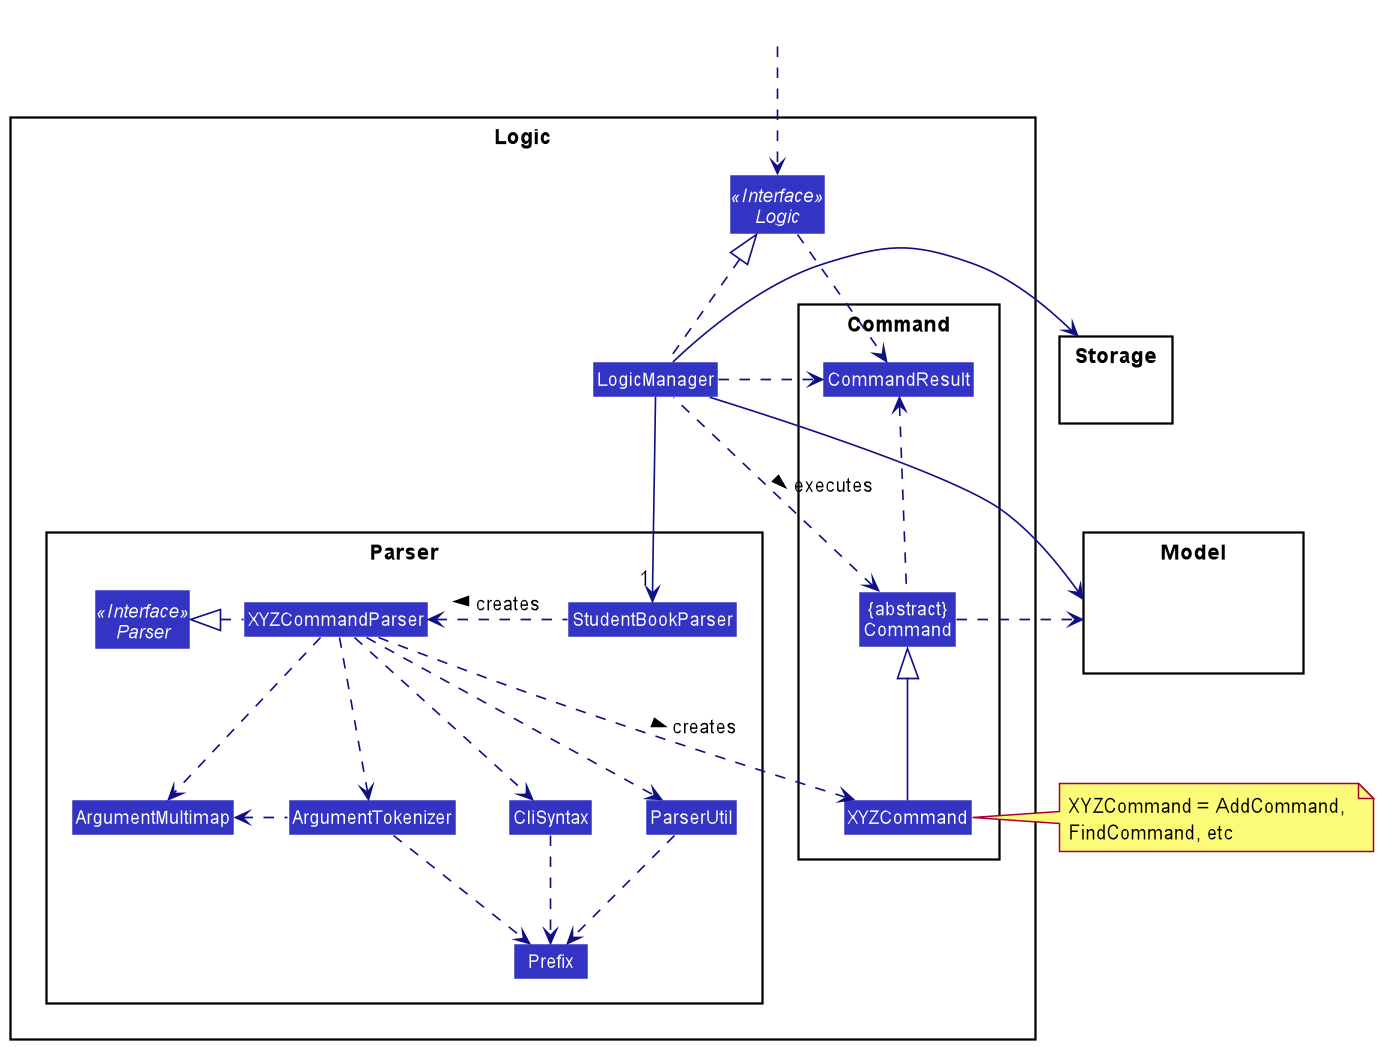 Logic
«Interface»
Logic
Command
Storage
LogicManager
CommandResult
executes
Parser
Model
1
«Interface»
Parser
XYZCommandParser
creates
StudentBookParser
{abstract}
Command
creates
ArgumentMultimap
ArgumentTokenizer
CliSyntax
ParserUtil
XYZCommand
XYZCommand = AddCommand,
FindCommand, etc
Prefix